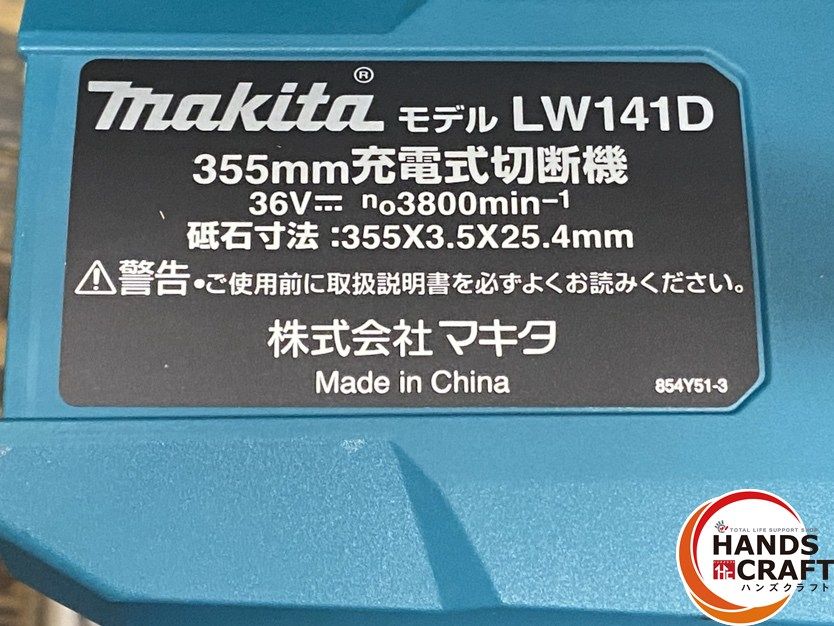 makita® モデル LW141D
355mm充電式切断機
36V⎓ n₀3800min⁻¹
砥石寸法:355X3.5X25.4mm
⚠警告•ご使用前に取扱説明書を必ずよくお読みください。
株式会社マキタ
Made in China 854Y51-3
TOTAL LIFE SUPPORT SHOP
HANDS
CRAFT
ハンズクラフト